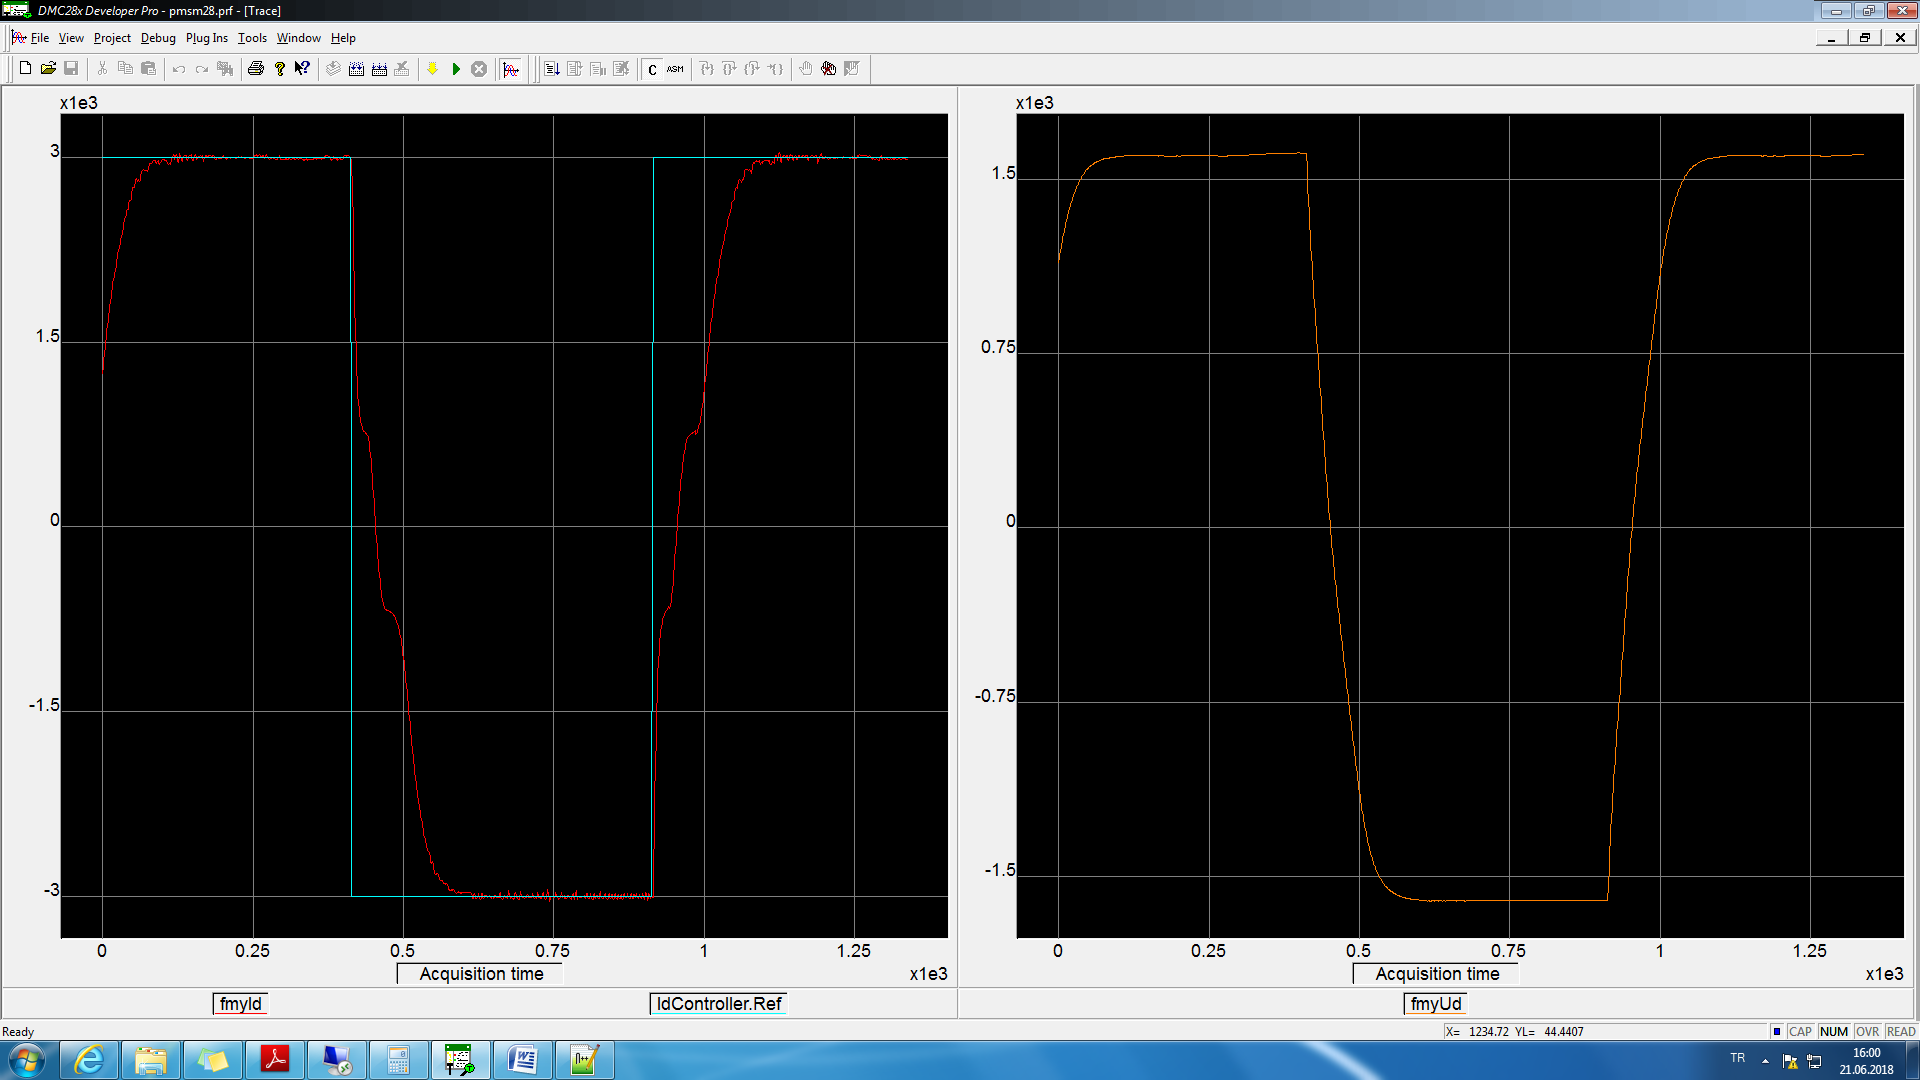 DMC28x Developer Pro - pmsm28.prf - [Trace]
File View Project Debug Plug Ins Tools Window Help
C ASM
x1e3
3
1.5
0
-1.5
-3
0 0.25 0.5 0.75 1 1.25
x1e3
Acquisition time
fmyId IdController.Ref
x1e3
1.5
0.75
0
-0.75
-1.5
0 0.25 0.5 0.75 1 1.25
x1e3
Acquisition time
fmyUd
Ready X= 1234.72 YL= 44.4407 CAP NUM OVR READ
TR 16:00
21.06.2018